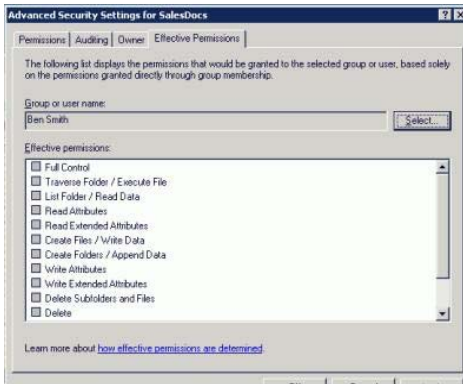 Advanced Security Settings for SalesDocs
Permissions Auditing Owner Effective Permissions
The following list displays the permissions that would be granted to the selected group or user, based solely
on the permissions granted directly through group membership.
Group or user name:
Ben Smith Select...
Effective permissions:
Full Control
Traverse Folder / Execute File
List Folder / Read Data
Read Attributes
Read Extended Attributes
Create Files / Write Data
Create Folders / Append Data
Write Attributes
Write Extended Attributes
Delete Subfolders and Files
Delete
Learn more about how effective permissions are determined.